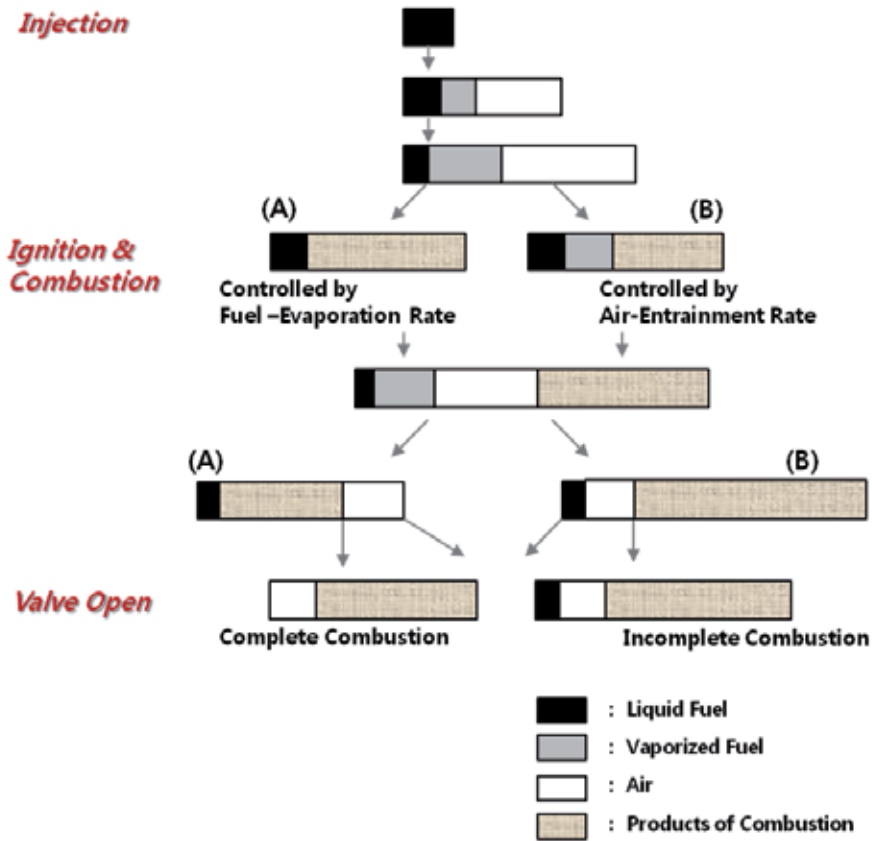 Injection
(A)
(B)
Ignition &
Combustion
Controlled by
Fuel –Evaporation Rate
Controlled by
Air-Entrainment Rate
(A)
(B)
Valve Open
Complete Combustion
Incomplete Combustion
: Liquid Fuel
: Vaporized Fuel
: Air
: Products of Combustion